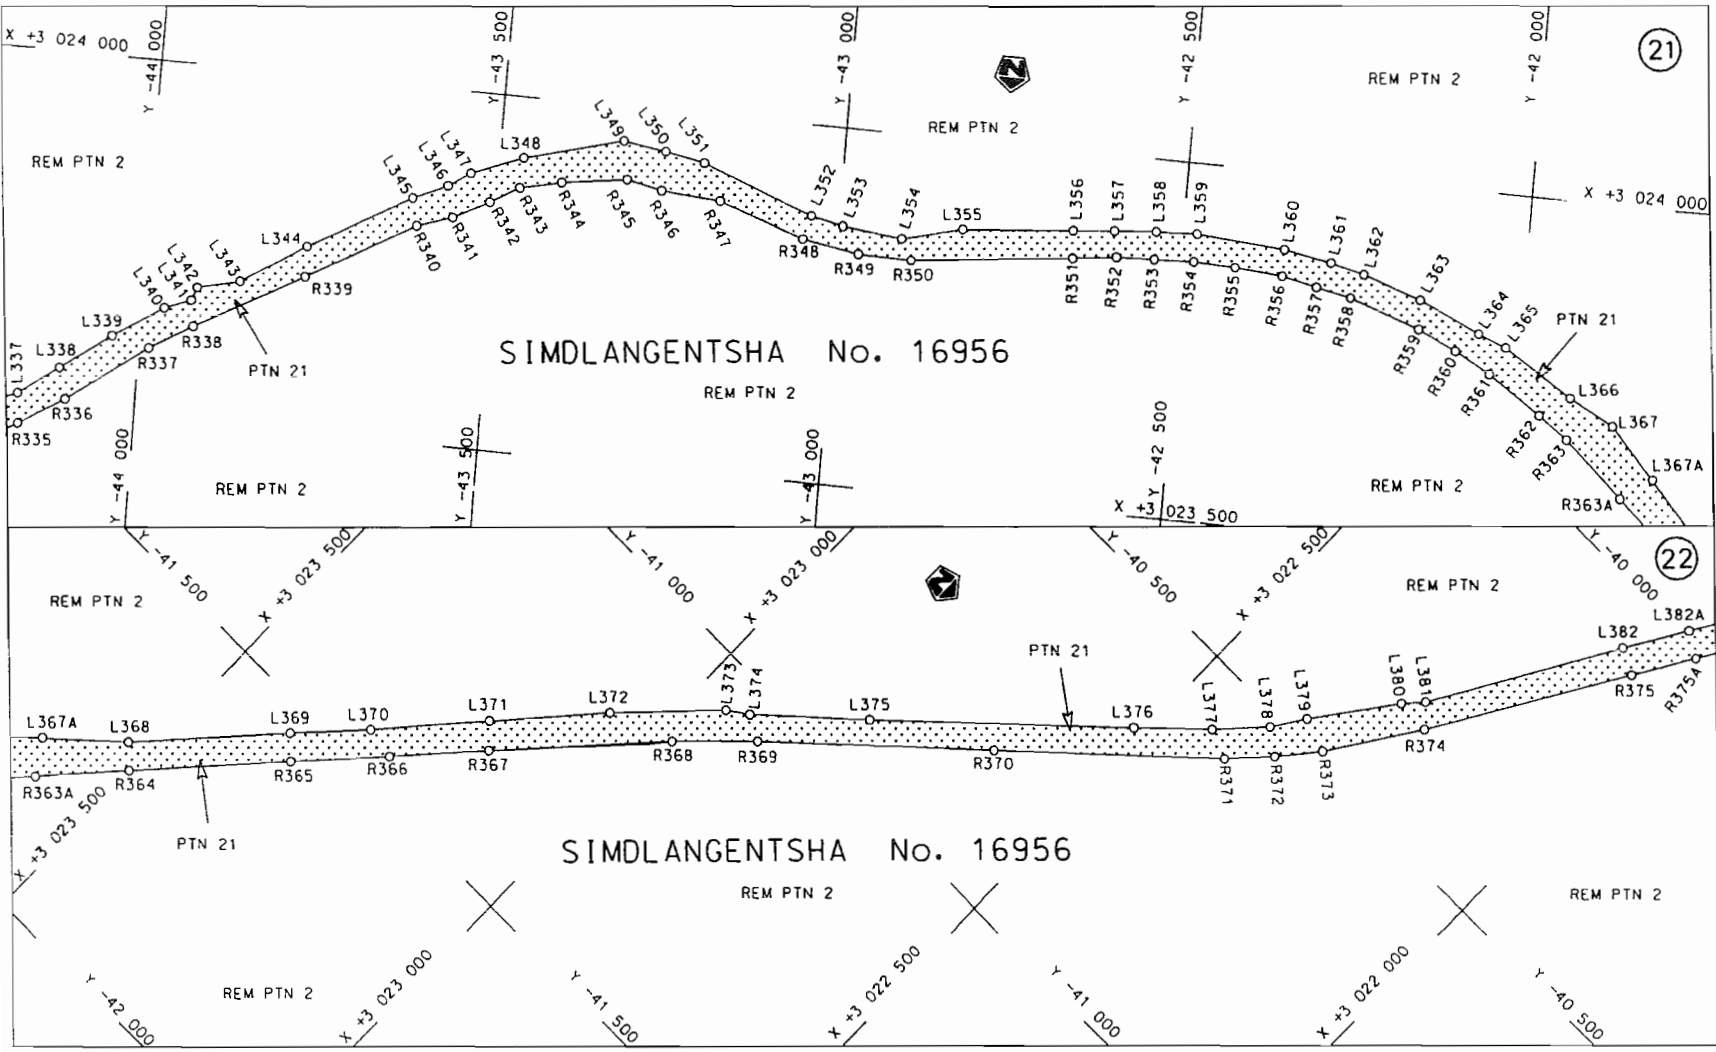 X +3 024 000
Y -44 000
Y -43 500
Y -43 000
Y -42 500
Y -42 000
21
N
REM PTN 2
REM PTN 2
REM PTN 2
X +3 024 000
L337
L338
L339
L340
L341
L342
L343
L344
L345
L346
L347
L348
L349
L350
L351
L352
L353
L354
L355
L356
L357
L358
L359
L360
L361
L362
L363
L364
L365
L366
L367
L367A
R335
R336
R337
R338
R339
R340
R341
R342
R343
R344
R345
R346
R347
R348
R349
R350
R351
R352
R353
R354
R355
R356
R357
R358
R359
R360
R361
R362
R363
R363A
PTN 21
PTN 21
SIMDLANGENTSHA No. 16956
REM PTN 2
REM PTN 2
REM PTN 2
Y -44 000
Y -43 500
Y -43 000
Y -42 500
X +3 023 500
Y -41 500
X +3 023 500
Y -41 000
X +3 023 000
Y -40 500
X +3 022 500
Y -40 000
22
N
REM PTN 2
REM PTN 2
PTN 21
L367A
L368
L369
L370
L371
L372
L373
L374
L375
L376
L377
L378
L379
L380
L381
L382
L382A
R363A
R364
R365
R366
R367
R368
R369
R370
R371
R372
R373
R374
R375
R375A
X +3 023 500
PTN 21
SIMDLANGENTSHA No. 16956
REM PTN 2
REM PTN 2
REM PTN 2
Y -42 000
X +3 023 000
Y -41 500
X +3 022 500
Y -41 000
X +3 022 000
Y -40 500